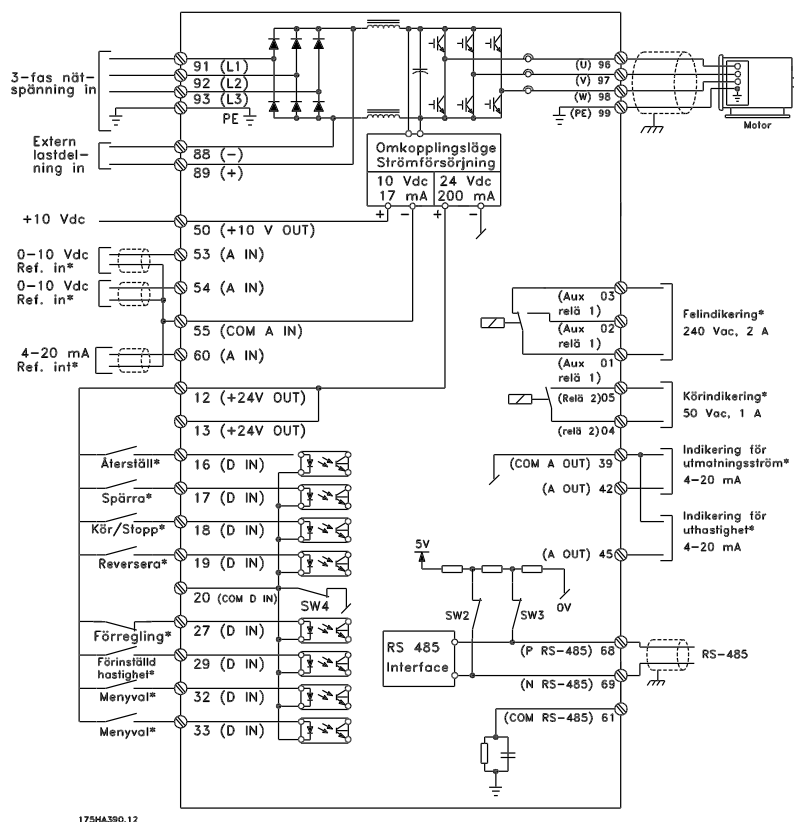 3-fas nät-
spänning in
91 (L1)
92 (L2)
93 (L3)
PE
Extern
lastdel-
ning in
88 (-)
89 (+)
(U) 96
(V) 97
(W) 98
(PE) 99
Motor
Omkopplingsläge
Strömförsörjning
10 Vdc
17 mA
24 Vdc
200 mA
+ - + -
+10 Vdc
50 (+10 V OUT)
0-10 Vdc
Ref. in*
53 (A IN)
0-10 Vdc
Ref. in*
54 (A IN)
55 (COM A IN)
4-20 mA
Ref. int*
60 (A IN)
12 (+24V OUT)
13 (+24V OUT)
Återställ*
16 (D IN)
Spärra*
17 (D IN)
Kör/Stopp*
18 (D IN)
Reversera*
19 (D IN)
20 (COM D IN)
SW4
Förregling*
27 (D IN)
Förinställd
hastighet*
29 (D IN)
Menyval*
32 (D IN)
Menyval*
33 (D IN)
(Aux 03
relä 1)
(Aux 02
relä 1)
(Aux 01
relä 1)
Felindikering*
240 Vac, 2 A
(Relä 2)05
(relä 2)04
Körindikering*
50 Vac, 1 A
(COM A OUT) 39
(A OUT) 42
Indikering för
utmatningsström*
4-20 mA
(A OUT) 45
Indikering för
uthastighet*
4-20 mA
5V
0V
SW2
SW3
RS 485
Interface
(P RS-485) 68
(N RS-485) 69
RS-485
(COM RS-485) 61
175HA390.12